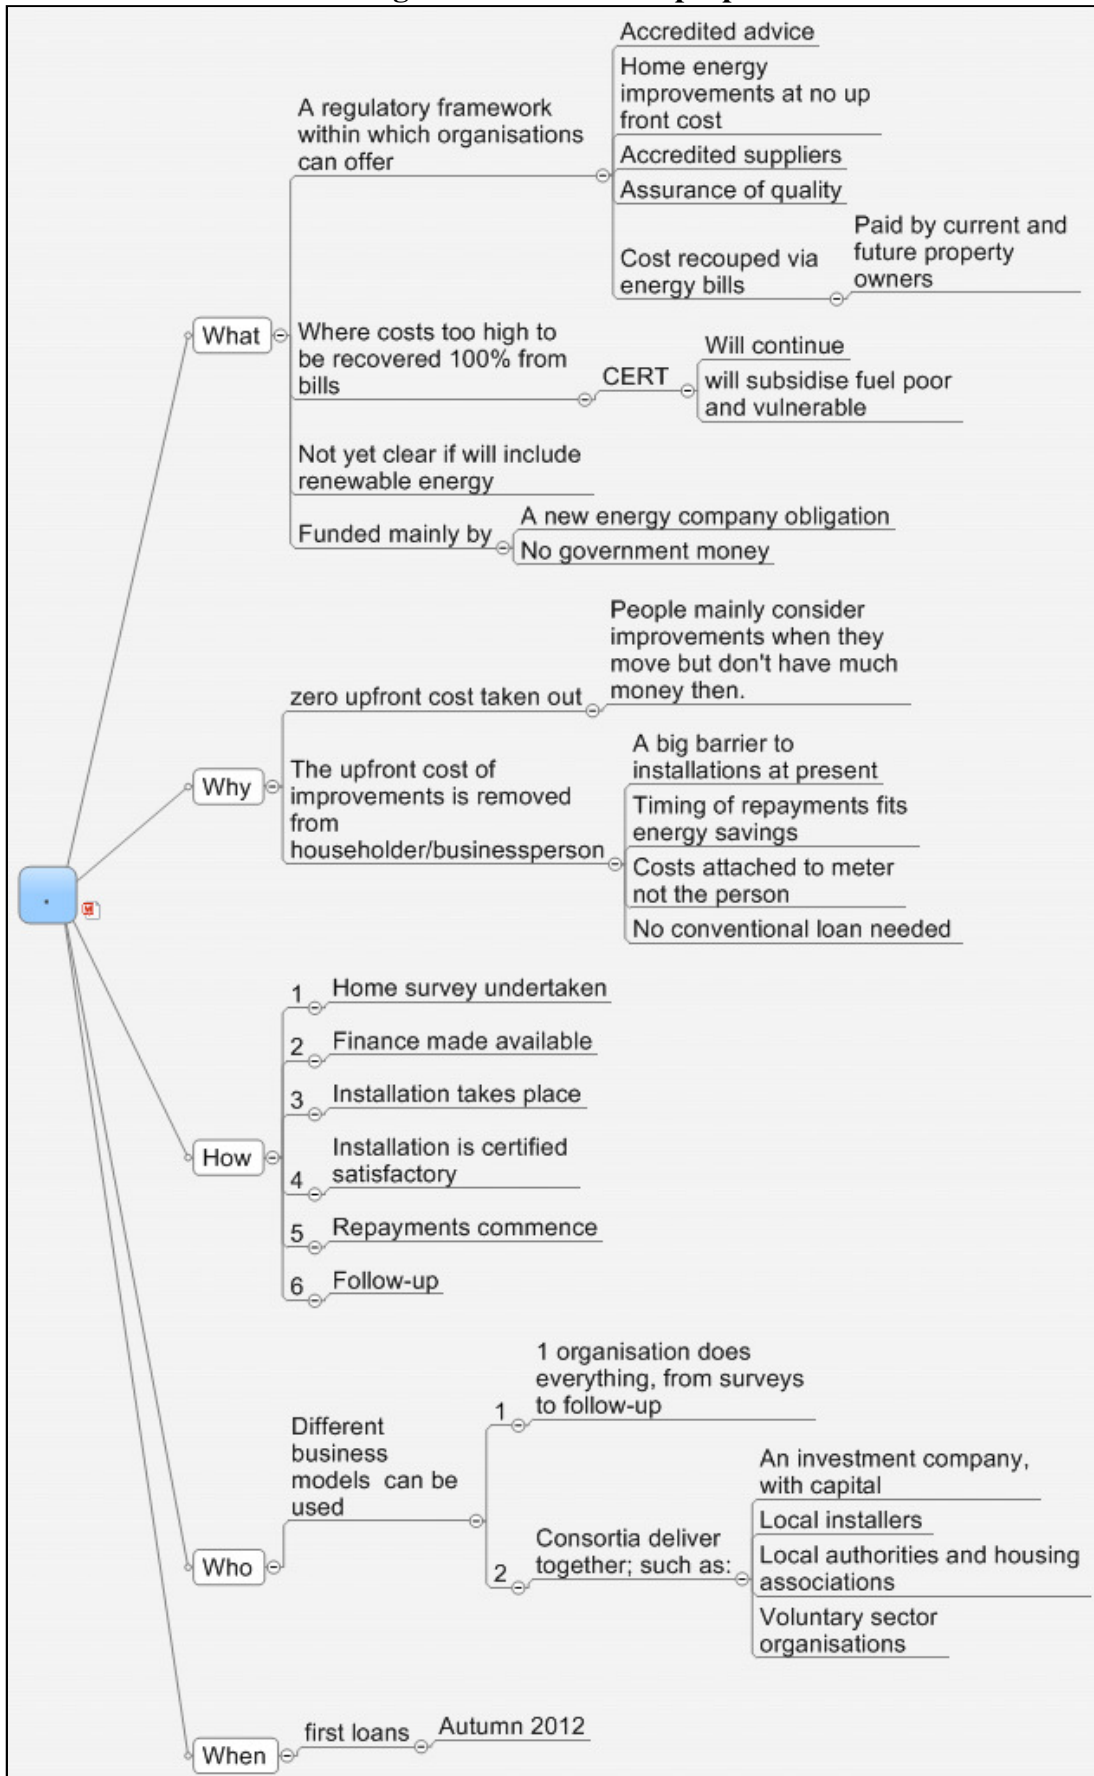 Accredited advice
Home energy
improvements at no up
front cost
A regulatory framework
within which organisations
can offer
Accredited suppliers
Assurance of quality
Cost recouped via
energy bills
Paid by current and
future property
owners
What
Where costs too high to
be recovered 100% from
bills
CERT
Will continue
will subsidise fuel poor
and vulnerable
Not yet clear if will include
renewable energy
Funded mainly by
A new energy company obligation
No government money
Why
zero upfront cost taken out
People mainly consider
improvements when they
move but don't have much
money then.
The upfront cost of
improvements is removed
from
householder/businessperson
A big barrier to
installations at present
Timing of repayments fits
energy savings
Costs attached to meter
not the person
No conventional loan needed
.
How
1 Home survey undertaken
2 Finance made available
3 Installation takes place
4 Installation is certified
satisfactory
5 Repayments commence
6 Follow-up
Who
Different
business
models can be
used
1 1 organisation does
everything, from surveys
to follow-up
2 Consortia deliver
together; such as:
An investment company,
with capital
Local installers
Local authorities and housing
associations
Voluntary sector
organisations
When
first loans
Autumn 2012